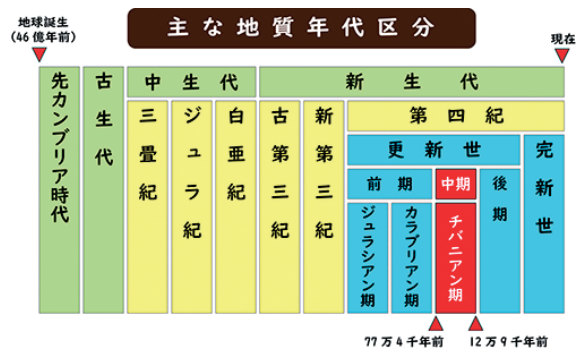 主な地質年代区分
地球誕生
(46億年前)
現在
先カンブリア時代
古生代
中生代
新生代
三畳紀
ジュラ紀
白亜紀
古第三紀
新第三紀
第四紀
更新世
完新世
前期
中期
後期
ジュラシアン期
カラブリアン期
チバニアン期
77万4千年前
12万9千年前